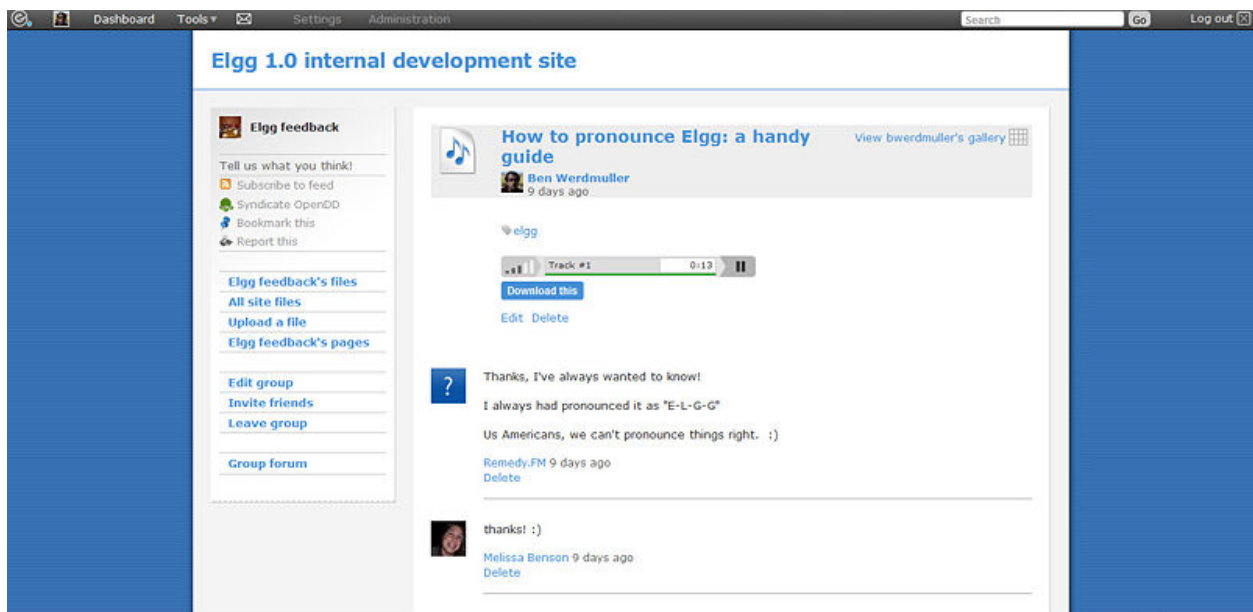 Dashboard Tools▾ Settings Administration Search Go Log out
Elgg 1.0 internal development site
Elgg feedback
Tell us what you think!
Subscribe to feed
Syndicate OpenDD
Bookmark this
Report this
Elgg feedback's files
All site files
Upload a file
Elgg feedback's pages
Edit group
Invite friends
Leave group
Group forum
How to pronounce Elgg: a handy
guide
View bwerdmuller's gallery
Ben Werdmuller
9 days ago
elgg
Track #1 0:13
Download this
Edit Delete
?
Thanks, I've always wanted to know!
I always had pronounced it as "E-L-G-G"
Us Americans, we can't pronounce things right. :)
Remedy.FM 9 days ago
Delete
thanks! :)
Melissa Benson 9 days ago
Delete